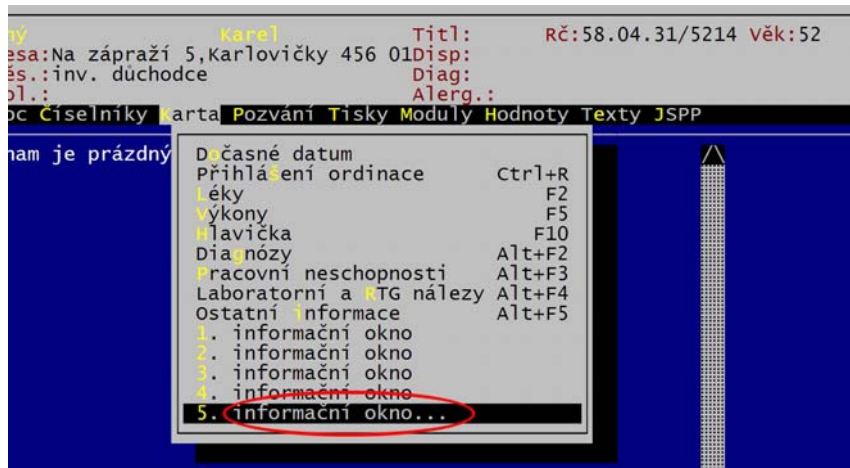 ný Karel Titl: Rč:58.04.31/5214 Věk:52
esa:Na zápraží 5,Karlovičky 456 01Disp:
ěs.:inv. důchodce Diag:
ol.: Alerg.:
oc Číselníky Karta Pozvání Tisky Moduly Hodnoty Texty JSPP
nam je prázdný
Dočasné datum
Přihlášení ordinace Ctrl+R
Léky F2
Výkony F5
Hlavička F10
Diagnózy Alt+F2
Pracovní neschopnosti Alt+F3
Laboratorní a RTG nálezy Alt+F4
Ostatní informace Alt+F5
1. informační okno
2. informační okno
3. informační okno
4. informační okno
5. informační okno...